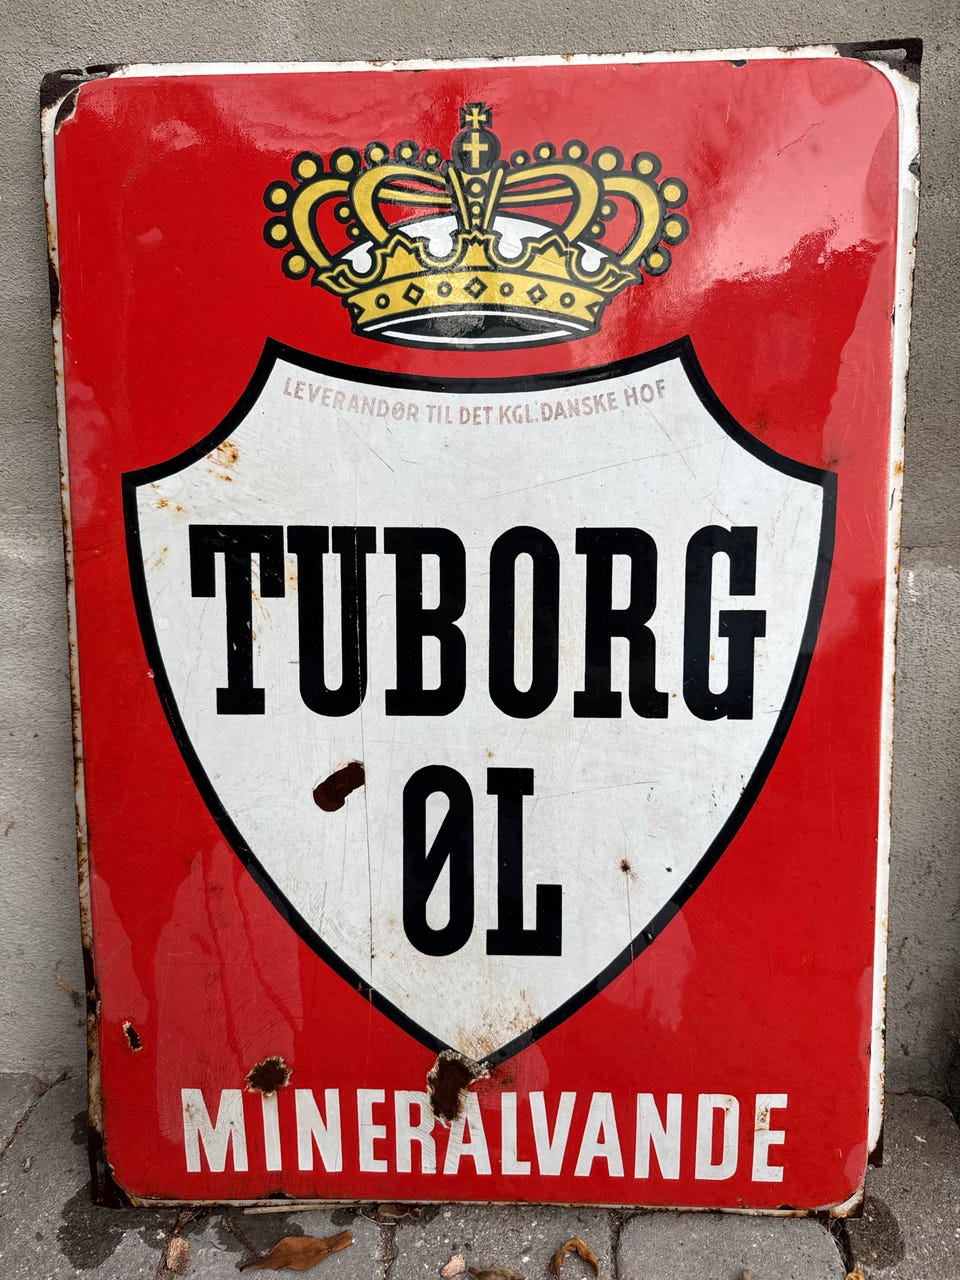 LEVERANDØR TIL DET KGL. DANSKE HOF
TUBORG
ØL
MINERALVANDE